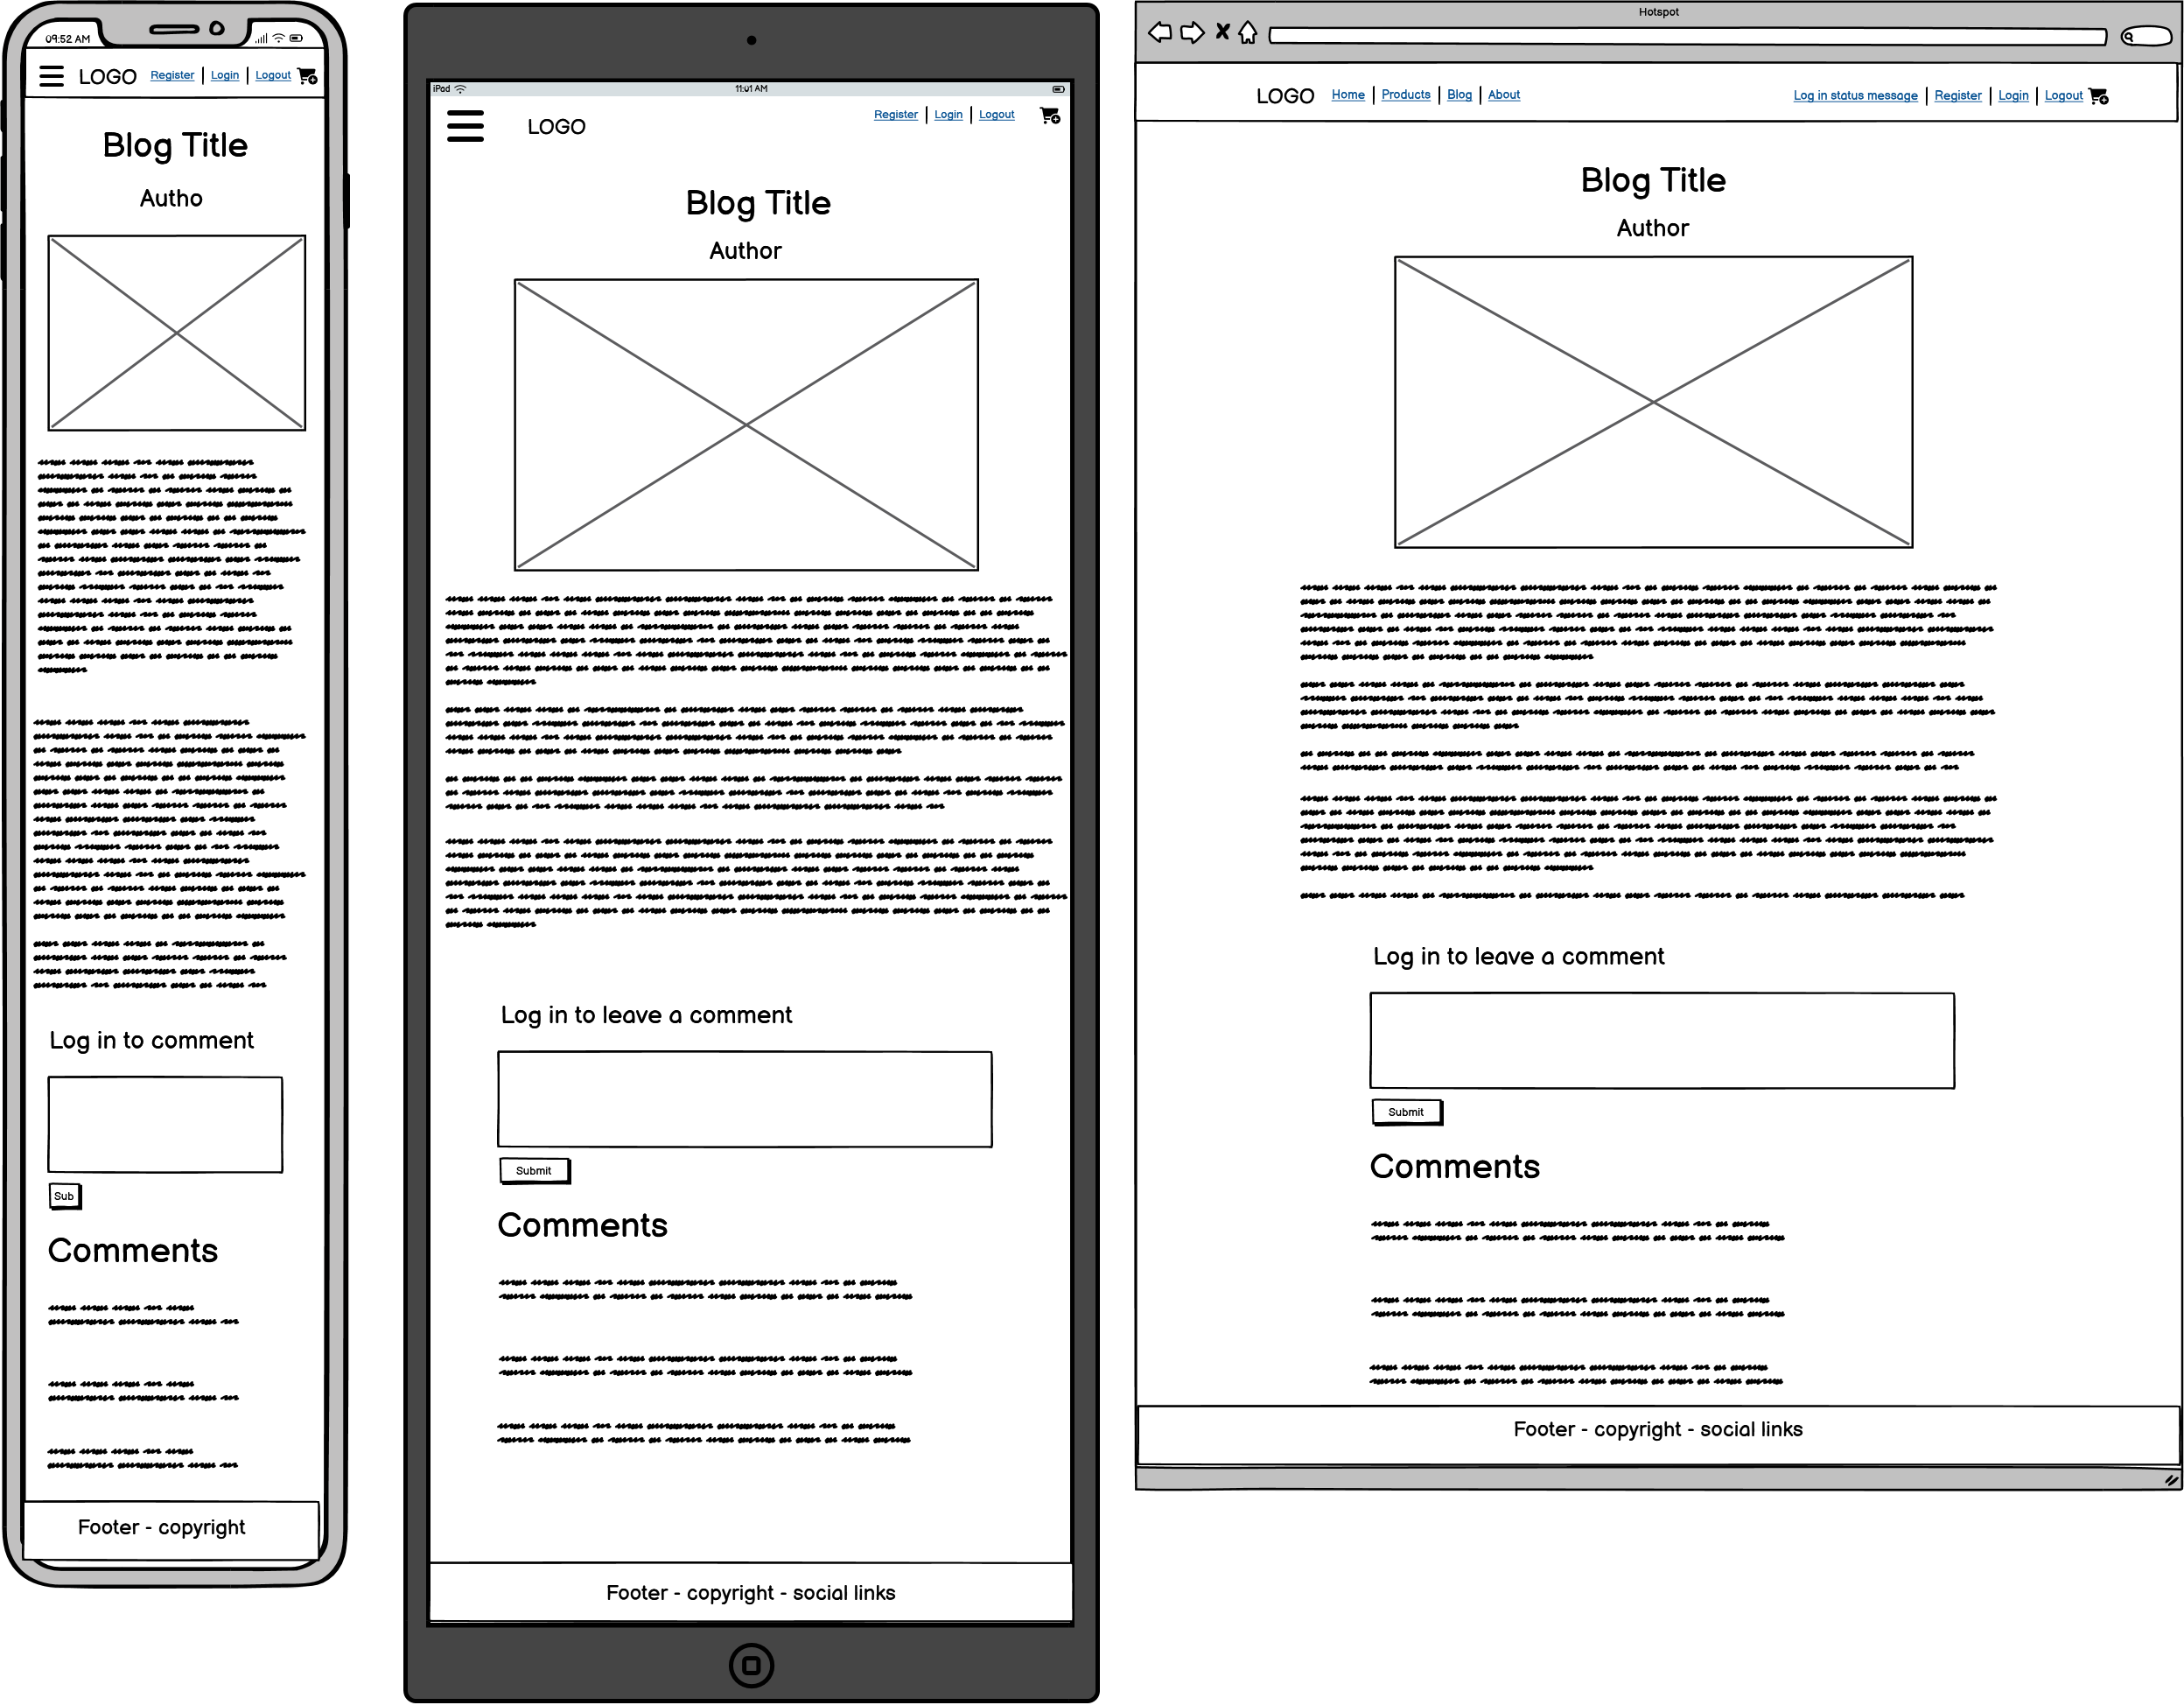 09:52 AM
LOGO Register Login Logout
Blog Title
Autho
Log in to comment
Sub
Comments
Footer - copyright
iPad 11:01 AM
LOGO Register Login Logout
Blog Title
Author
Log in to leave a comment
Submit
Comments
Footer - copyright - social links
Hotspot
LOGO Home Products Blog About Log in status message Register Login Logout
Blog Title
Author
Log in to leave a comment
Submit
Comments
Footer - copyright - social links